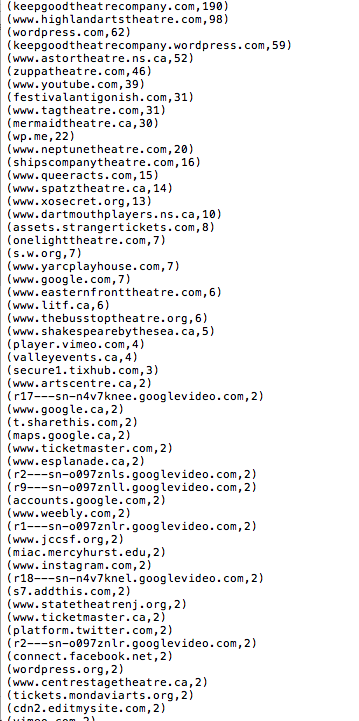 (keepgoodtheatrecompany.com,190)
(www.highlandartstheatre.com,98)
(wordpress.com,62)
(keepgoodtheatrecompany.wordpress.com,59)
(www.astortheatre.ns.ca,52)
(zuppatheatre.com,46)
(www.youtube.com,39)
(festivalantigonish.com,31)
(www.tagtheatre.com,31)
(mermaidtheatre.ca,30)
(wp.me,22)
(www.neptunetheatre.com,20)
(shipscompanytheatre.com,16)
(www.queeracts.com,15)
(www.spatztheatre.ca,14)
(www.xosecret.org,13)
(www.dartmouthplayers.ns.ca,10)
(assets.strangertickets.com,8)
(onelighttheatre.com,7)
(s.w.org,7)
(www.yarcplayhouse.com,7)
(www.google.com,7)
(www.easternfronttheatre.com,6)
(www.litf.ca,6)
(www.thebusstoptheatre.org,6)
(www.shakespearebythesea.ca,5)
(player.vimeo.com,4)
(valleyevents.ca,4)
(secure1.tixhub.com,3)
(www.artscentre.ca,2)
(r17---sn-n4v7knee.googlevideo.com,2)
(www.google.ca,2)
(t.sharethis.com,2)
(maps.google.ca,2)
(www.ticketmaster.com,2)
(www.esplanade.ca,2)
(r2---sn-o097znls.googlevideo.com,2)
(r9---sn-o097znll.googlevideo.com,2)
(accounts.google.com,2)
(www.weebly.com,2)
(r1---sn-o097znlr.googlevideo.com,2)
(www.jccsf.org,2)
(miac.mercyhurst.edu,2)
(www.instagram.com,2)
(r18---sn-n4v7knel.googlevideo.com,2)
(s7.addthis.com,2)
(www.statetheatrenj.org,2)
(www.ticketmaster.ca,2)
(platform.twitter.com,2)
(r2---sn-o097znlr.googlevideo.com,2)
(connect.facebook.net,2)
(wordpress.org,2)
(www.centrestagetheatre.ca,2)
(tickets.mondaviarts.org,2)
(cdn2.editmysite.com,2)
(vimeo.com,2)